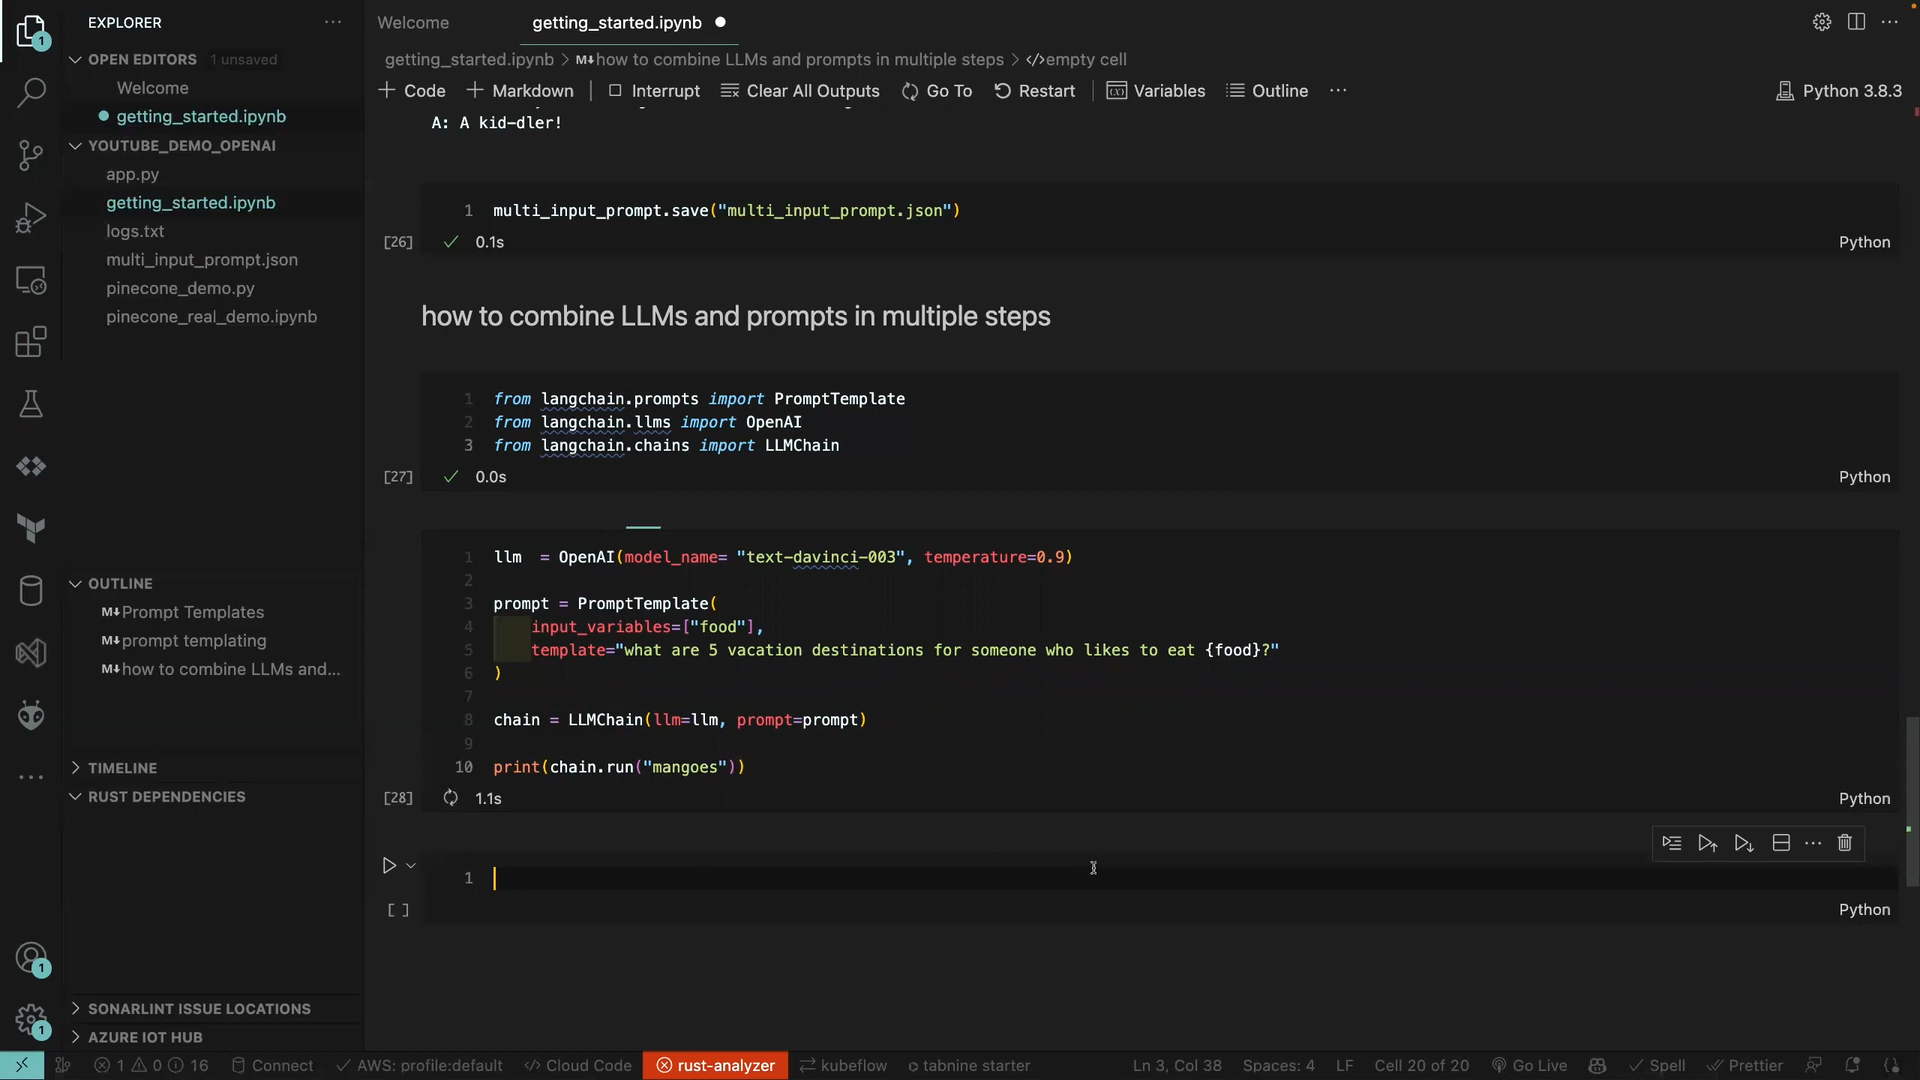 EXPLORER
OPEN EDITORS 1 unsaved
Welcome
getting_started.ipynb
YOUTUBE_DEMO_OPENAI
app.py
getting_started.ipynb
logs.txt
multi_input_prompt.json
pinecone_demo.py
pinecone_real_demo.ipynb
OUTLINE
M↓Prompt Templates
M↓prompt templating
M↓how to combine LLMs and...
TIMELINE
RUST DEPENDENCIES
SONARLINT ISSUE LOCATIONS
AZURE IOT HUB
1
1
1
Welcome getting_started.ipynb
getting_started.ipynb > M↓how to combine LLMs and prompts in multiple steps > </>empty cell
+ Code + Markdown Interrupt Clear All Outputs Go To Restart Variables Outline ... Python 3.8.3
A: A kid-dler!
1 multi_input_prompt.save("multi_input_prompt.json")
[26] 0.1s Python
how to combine LLMs and prompts in multiple steps
1 from langchain.prompts import PromptTemplate
2 from langchain.llms import OpenAI
3 from langchain.chains import LLMChain
[27] 0.0s Python
1 llm  = OpenAI(model_name= "text-davinci-003", temperature=0.9)
2
3 prompt = PromptTemplate(
4     input_variables=["food"],
5     template="what are 5 vacation destinations for someone who likes to eat {food}?"
6 )
7
8 chain = LLMChain(llm=llm, prompt=prompt)
9
10 print(chain.run("mangoes"))
[28] 1.1s Python
1
[ ] Python
1 0 16 Connect AWS: profile:default </> Cloud Code rust-analyzer kubeflow tabnine starter Ln 3, Col 38 Spaces: 4 LF Cell 20 of 20 Go Live Spell Prettier